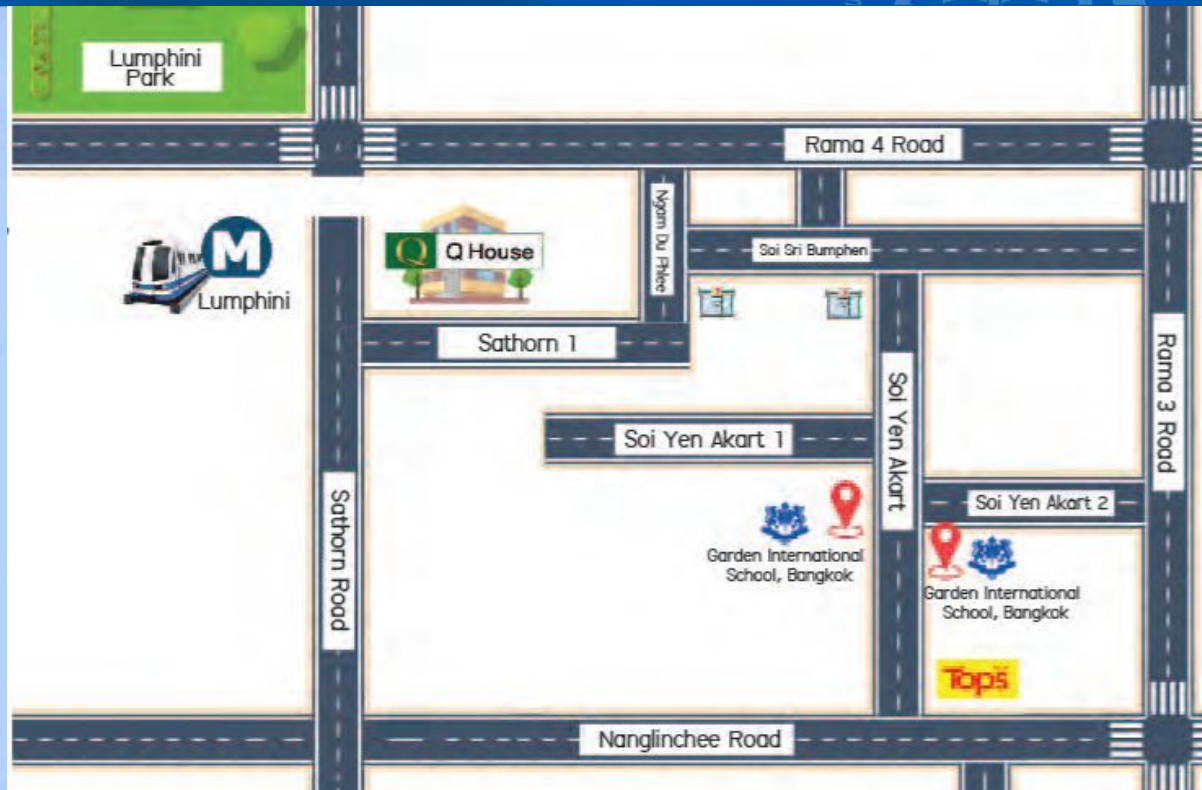 Lumphini
Park
Rama 4 Road
M
Lumphini
Q
Q House
Ngam Du Phlee
Soi Sri Bumphen
Sathorn 1
Soi Yen Akart
Rama 3 Road
Soi Yen Akart 1
Sathorn Road
Soi Yen Akart 2
Garden International
School, Bangkok
Garden International
School, Bangkok
Tops
Nanglinchee Road